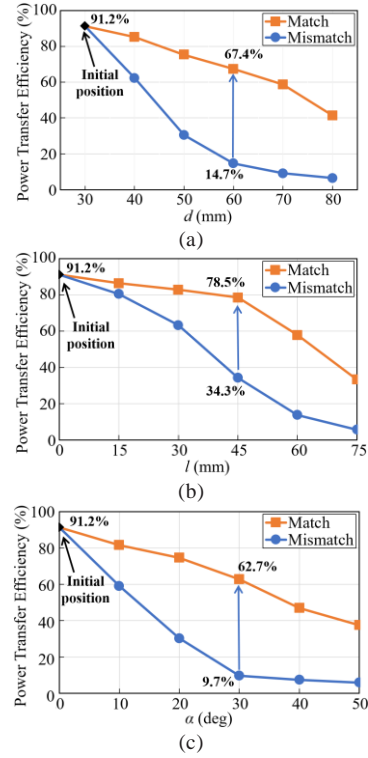 Power Transfer Efficiency (%)
100
80
60
40
20
0
91.2%
Initial
position
67.4%
14.7%
Match
Mismatch
30 40 50 60 70 80
d (mm)
(a)
Power Transfer Efficiency (%)
100
80
60
40
20
0
91.2%
Initial
position
78.5%
34.3%
Match
Mismatch
0 15 30 45 60 75
l (mm)
(b)
Power Transfer Efficiency (%)
100
80
60
40
20
0
91.2%
Initial
position
62.7%
9.7%
Match
Mismatch
0 10 20 30 40 50
α (deg)
(c)